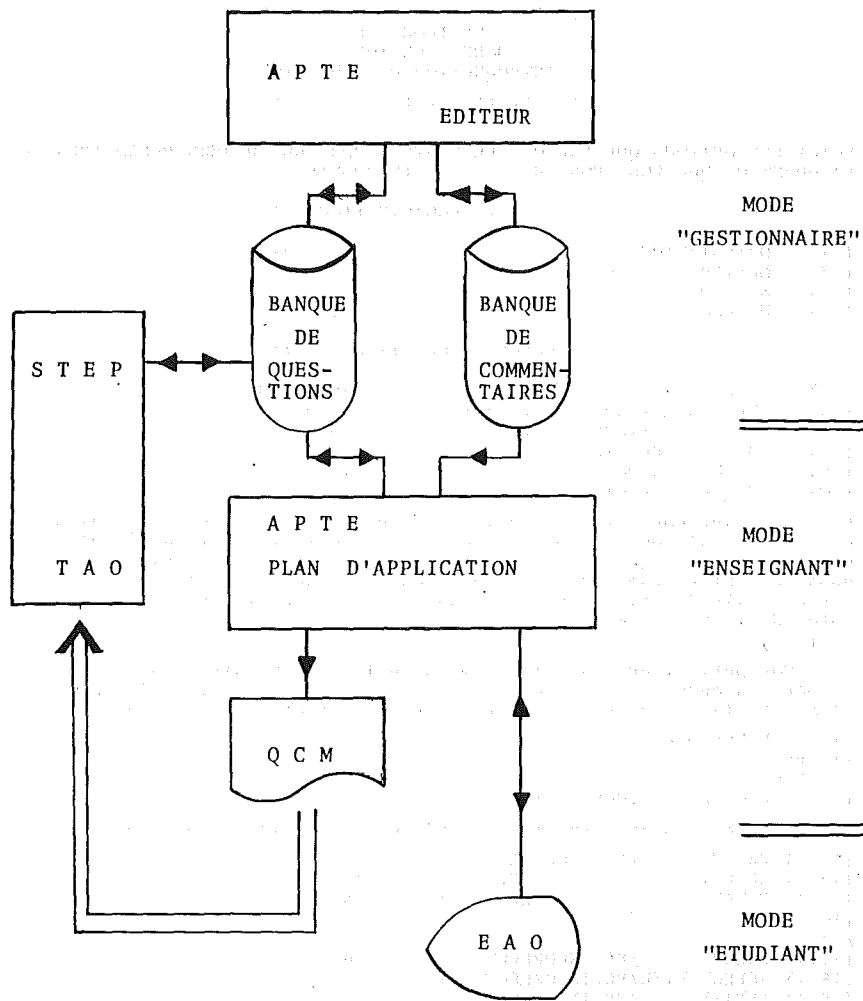 A P T E
EDITEUR
MODE
"GESTIONNAIRE"
BANQUE
DE
QUES-
TIONS
BANQUE
DE
COMMEN-
TAIRES
S T E P
T A O
A P T E
PLAN D'APPLICATION
MODE
"ENSEIGNANT"
Q C M
E A O
MODE
"ETUDIANT"